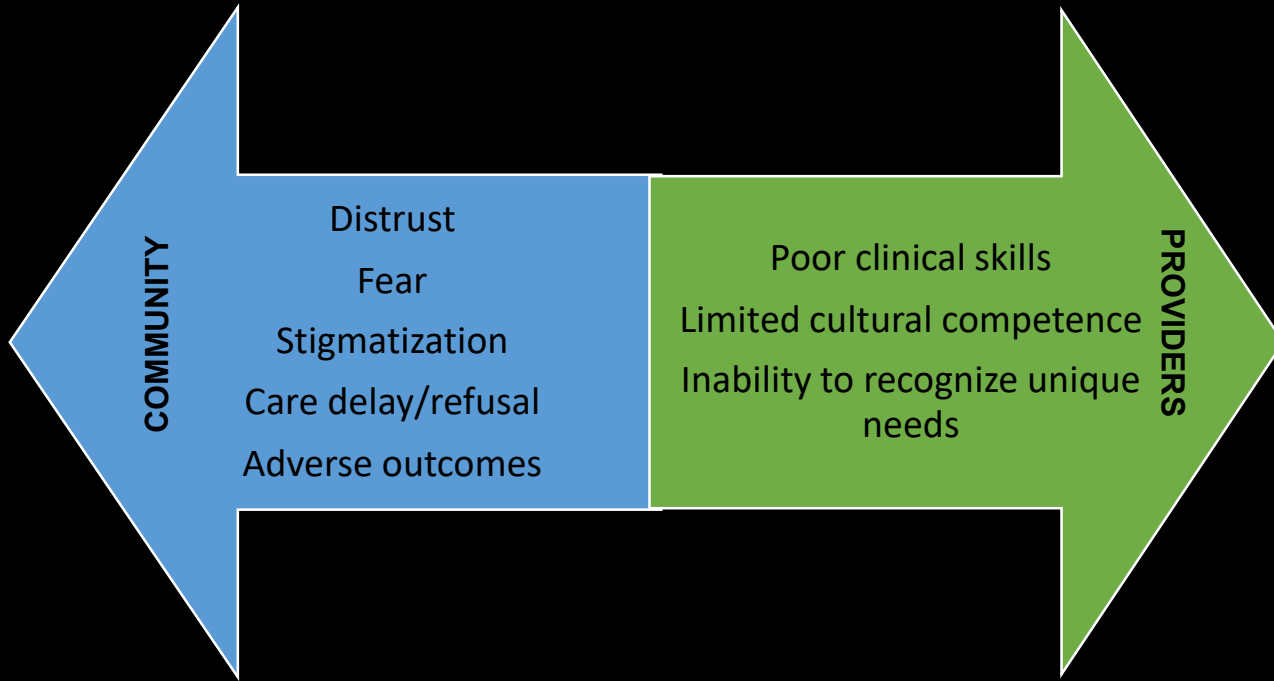 COMMUNITY
Distrust
Fear
Stigmatization
Care delay/refusal
Adverse outcomes
Poor clinical skills
Limited cultural competence
Inability to recognize unique
needs
PROVIDERS